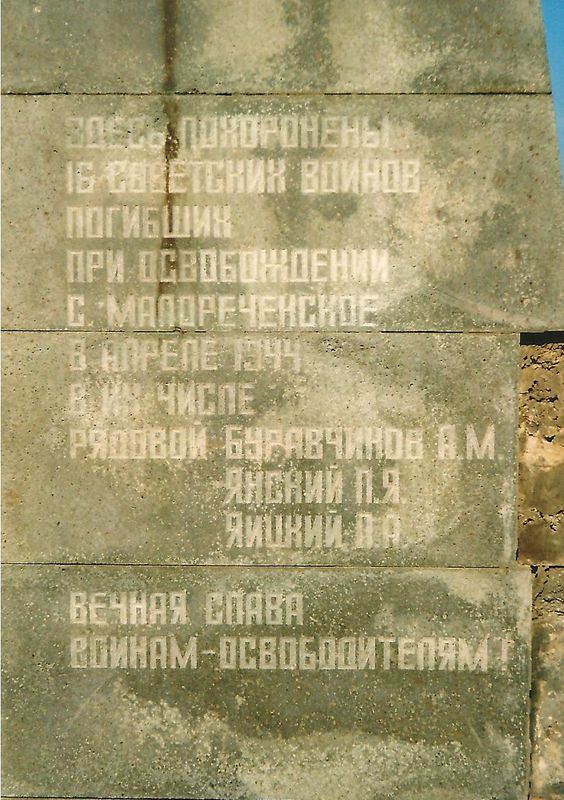 ЗДЕСЬ ПОХОРОНЕНЫ
16 СОВЕТСКИХ ВОИНОВ
ПОГИБШИХ
ПРИ ОСВОБОЖДЕНИИ
С. МАЛОРЕЧЕНСКОЕ
В АПРЕЛЕ 1944
В ИХ ЧИСЛЕ
РЯДОВОЙ БУРАВЧИКОВ А.М.
ЯНСКИЙ П.Я.
ЯИЦКИЙ
ВЕЧНАЯ СЛАВА
ВОИНАМ-ОСВОБОДИТЕЛЯМ!